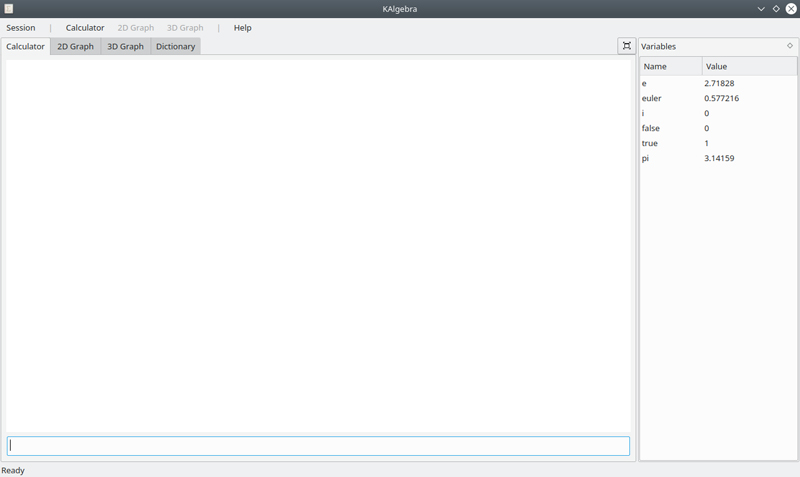 KAlgebra
Session | Calculator 2D Graph 3D Graph | Help
Calculator 2D Graph 3D Graph Dictionary
Variables
Name Value
e 2.71828
euler 0.577216
i 0
false 0
true 1
pi 3.14159
Ready